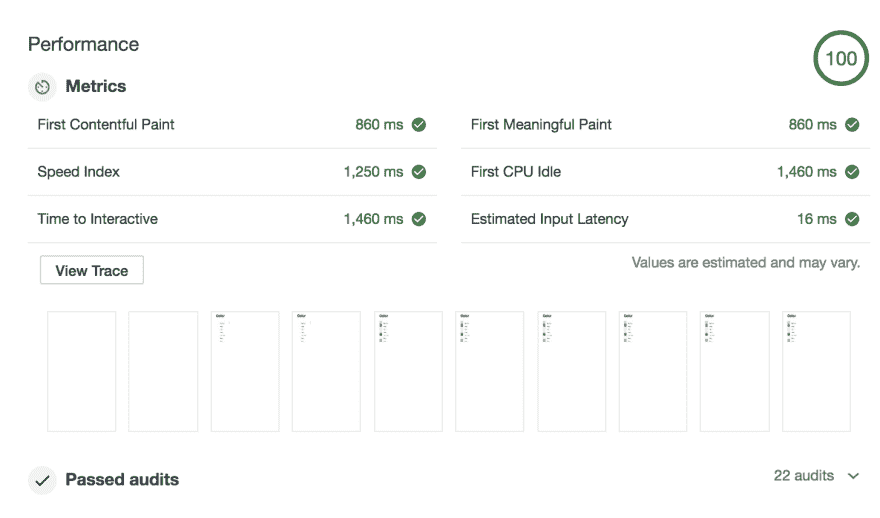 Performance
100
Metrics
First Contentful Paint 860 ms
First Meaningful Paint 860 ms
Speed Index 1,250 ms
First CPU Idle 1,460 ms
Time to Interactive 1,460 ms
Estimated Input Latency 16 ms
View Trace
Values are estimated and may vary.
Passed audits
22 audits